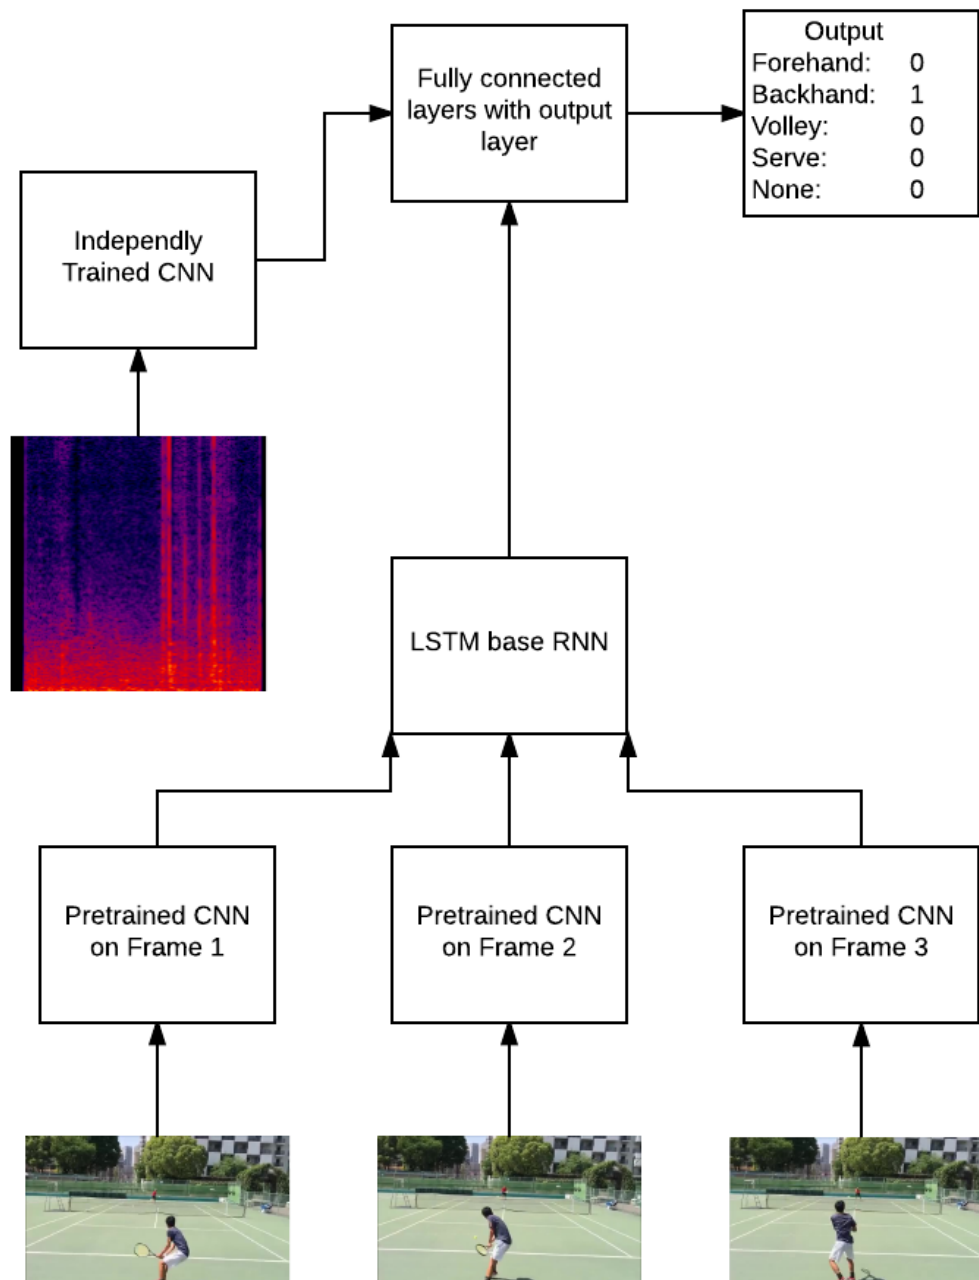 Output
Forehand: 0
Backhand: 1
Volley: 0
Serve: 0
None: 0
Fully connected
layers with output
layer
Independly
Trained CNN
LSTM base RNN
Pretrained CNN
on Frame 1
Pretrained CNN
on Frame 2
Pretrained CNN
on Frame 3